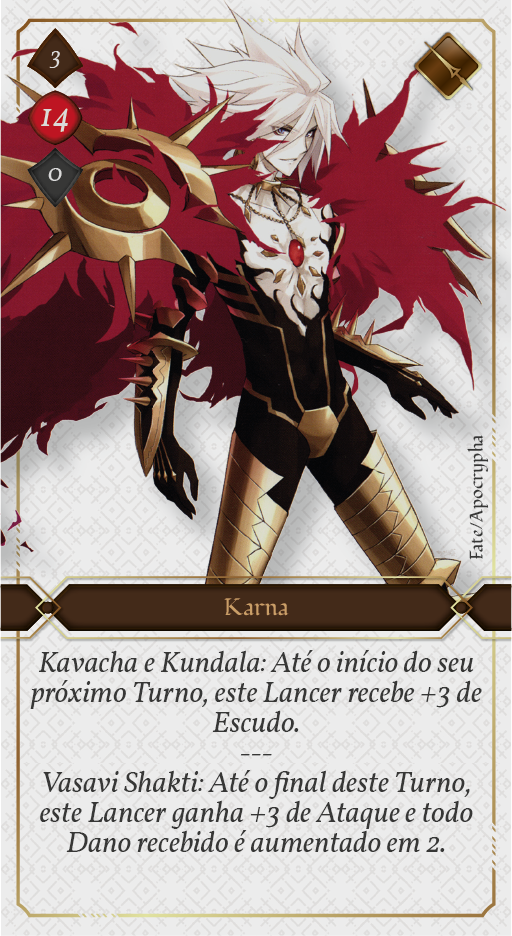 3
14
0
Fate/Apocrypha
Karna
Kavacha e Kundala: Até o início do seu
próximo Turno, este Lancer recebe +3 de
Escudo.
---
Vasavi Shakti: Até o final deste Turno,
este Lancer ganha +3 de Ataque e todo
Dano recebido é aumentado em 2.